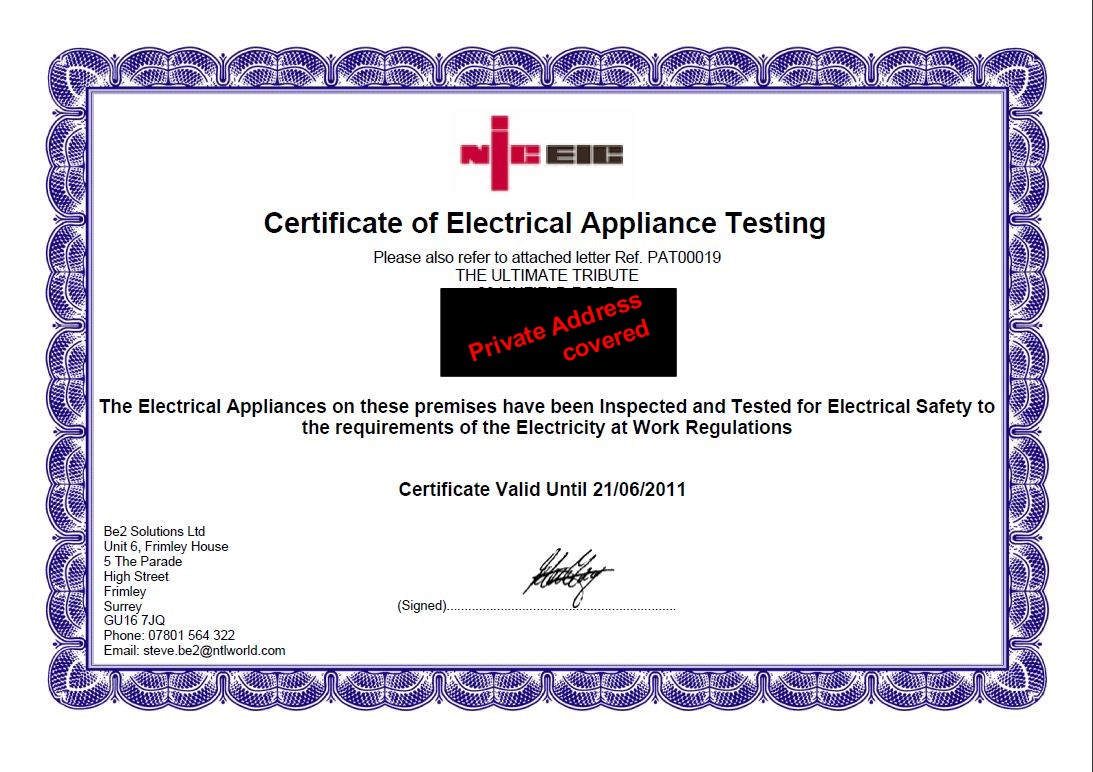 NICEIC
Certificate of Electrical Appliance Testing
Please also refer to attached letter Ref. PAT00019
THE ULTIMATE TRIBUTE
Private Address
covered
The Electrical Appliances on these premises have been Inspected and Tested for Electrical Safety to
the requirements of the Electricity at Work Regulations
Certificate Valid Until 21/06/2011
Be2 Solutions Ltd
Unit 6, Frimley House
5 The Parade
High Street
Frimley
Surrey
GU16 7JQ
Phone: 07801 564 322
Email: steve.be2@ntlworld.com
(Signed)................................................................